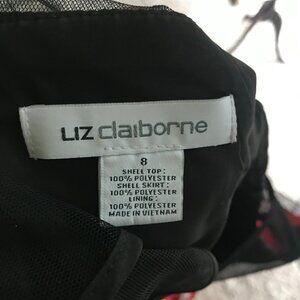 LIZ claiborne
8
SHELL TOP:
100% POLYESTER
SHELL SKIRT:
100% POLYESTER
LINING:
100% POLYESTER
MADE IN VIETNAM